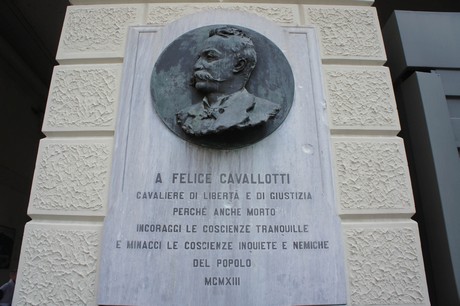 A FELICE CAVALLOTTI
CAVALIERE DI LIBERTÀ E DI GIUSTIZIA
PERCHÈ ANCHE MORTO
INCORAGGI LE COSCIENZE TRANQUILLE
E MINACCI LE COSCIENZE INQUIETE E NEMICHE
DEL POPOLO
MCMXIII